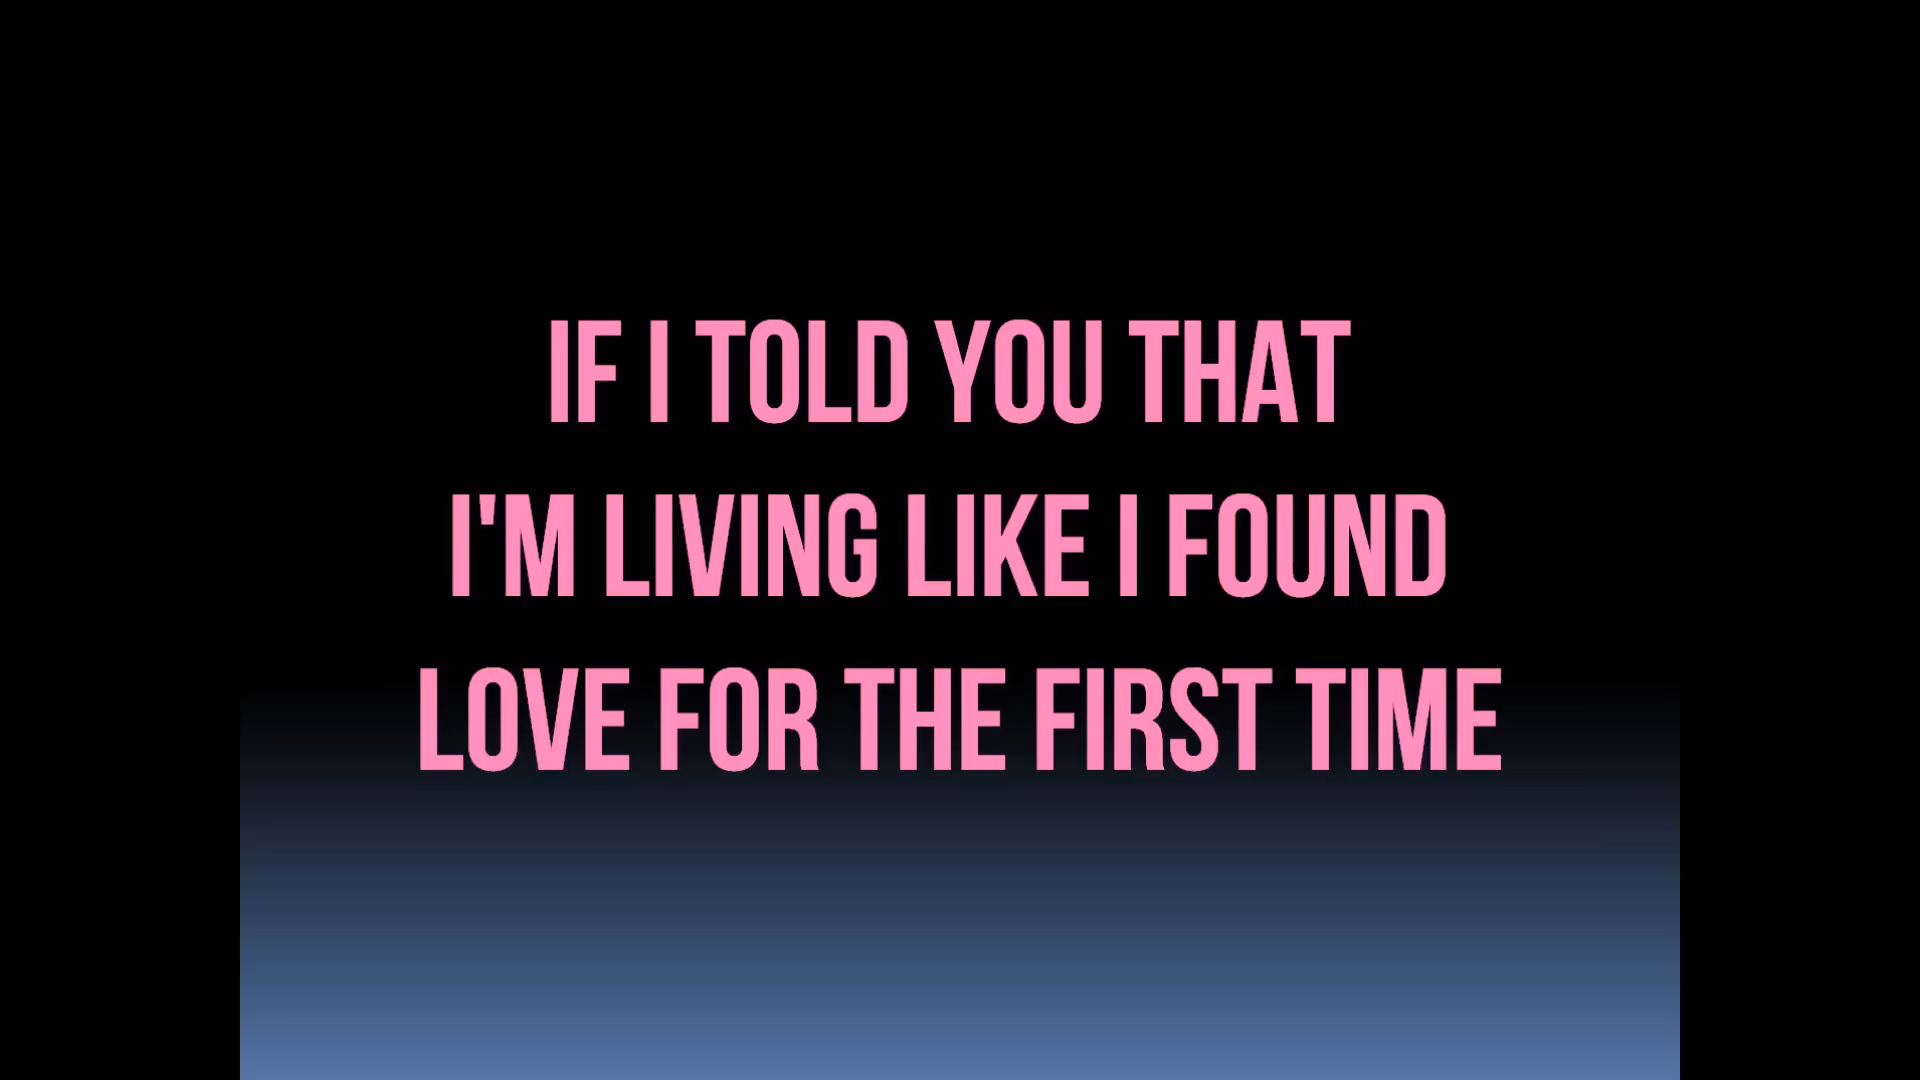 IF I TOLD YOU THAT
I'M LIVING LIKE I FOUND
LOVE FOR THE FIRST TIME